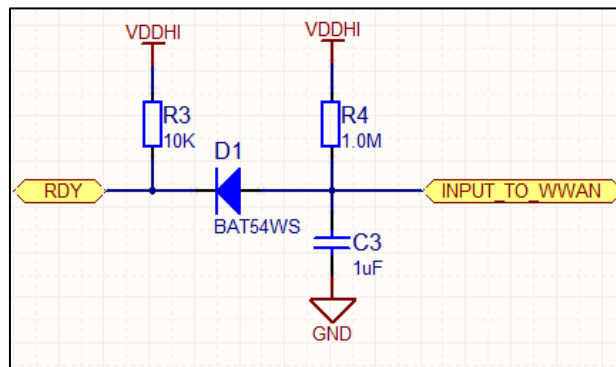 VDDHI
VDDHI
R3
10K
R4
1.0M
D1
RDY
INPUT_TO_WWAN
BAT54WS
C3
1uF
GND